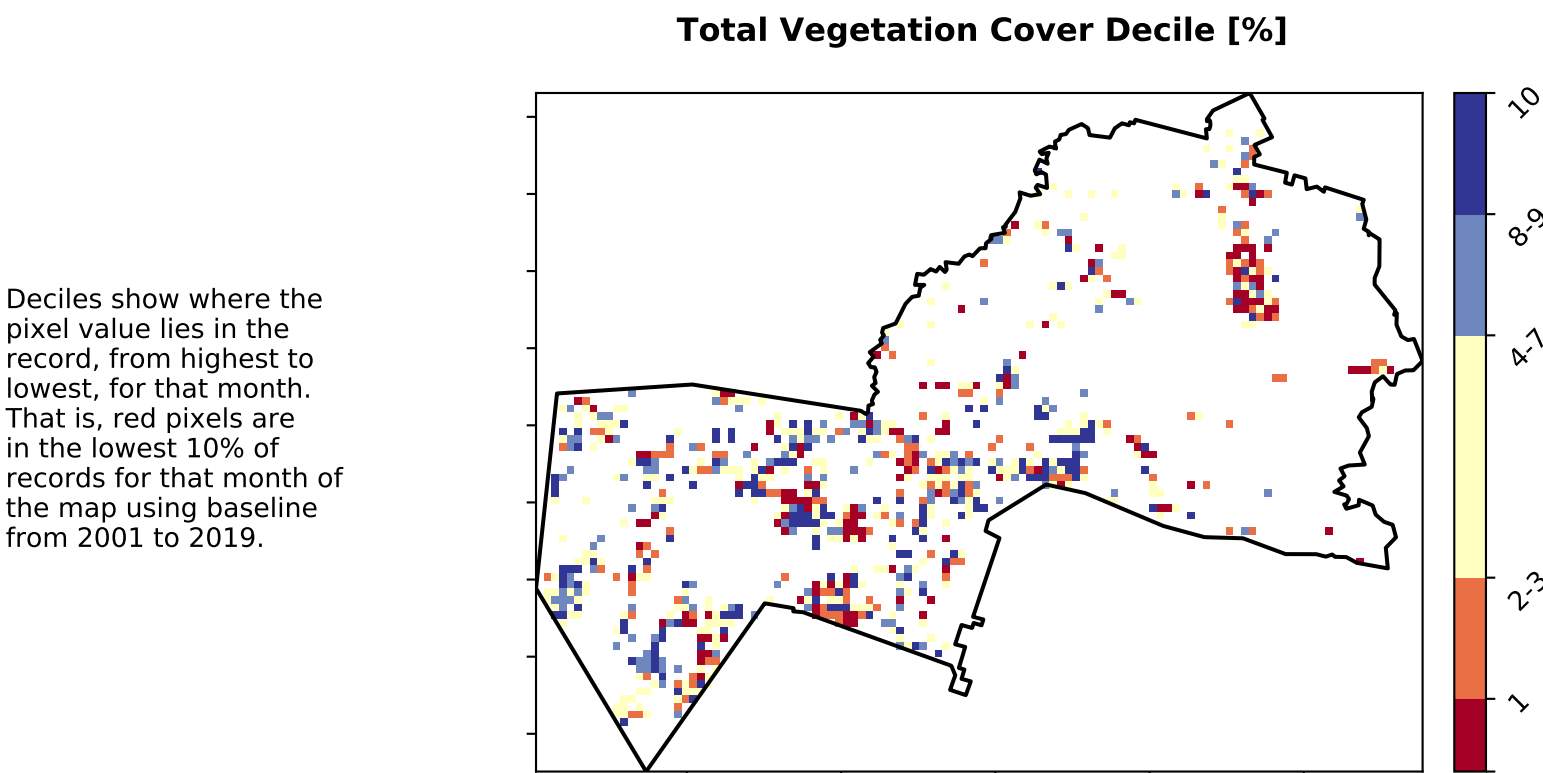 Total Vegetation Cover Decile [%]
Deciles show where the
pixel value lies in the
record, from highest to
lowest, for that month.
That is, red pixels are
in the lowest 10% of
records for that month of
the map using baseline
from 2001 to 2019.
10
8-9
4-7
2-3
1